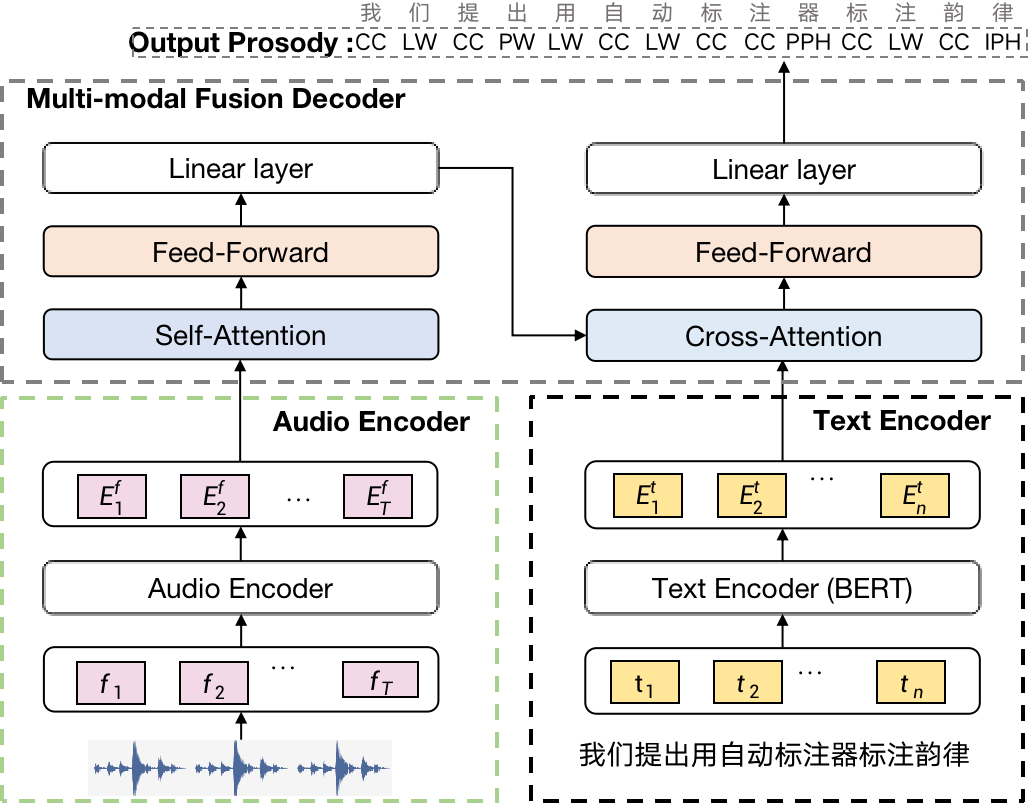 我 们 提 出 用 自 动 标 注 器 标 注 韵 律
Output Prosody : CC LW CC PW LW CC LW CC CC PPH CC LW CC IPH
Multi-modal Fusion Decoder
Linear layer
Linear layer
Feed-Forward
Feed-Forward
Self-Attention
Cross-Attention
Audio Encoder
Text Encoder
E_1^f E_2^f ... E_T^f
E_1^t E_2^t ... E_n^t
Audio Encoder
Text Encoder (BERT)
f_1 f_2 ... f_T
t_1 t_2 ... t_n
我们提出用自动标注器标注韵律